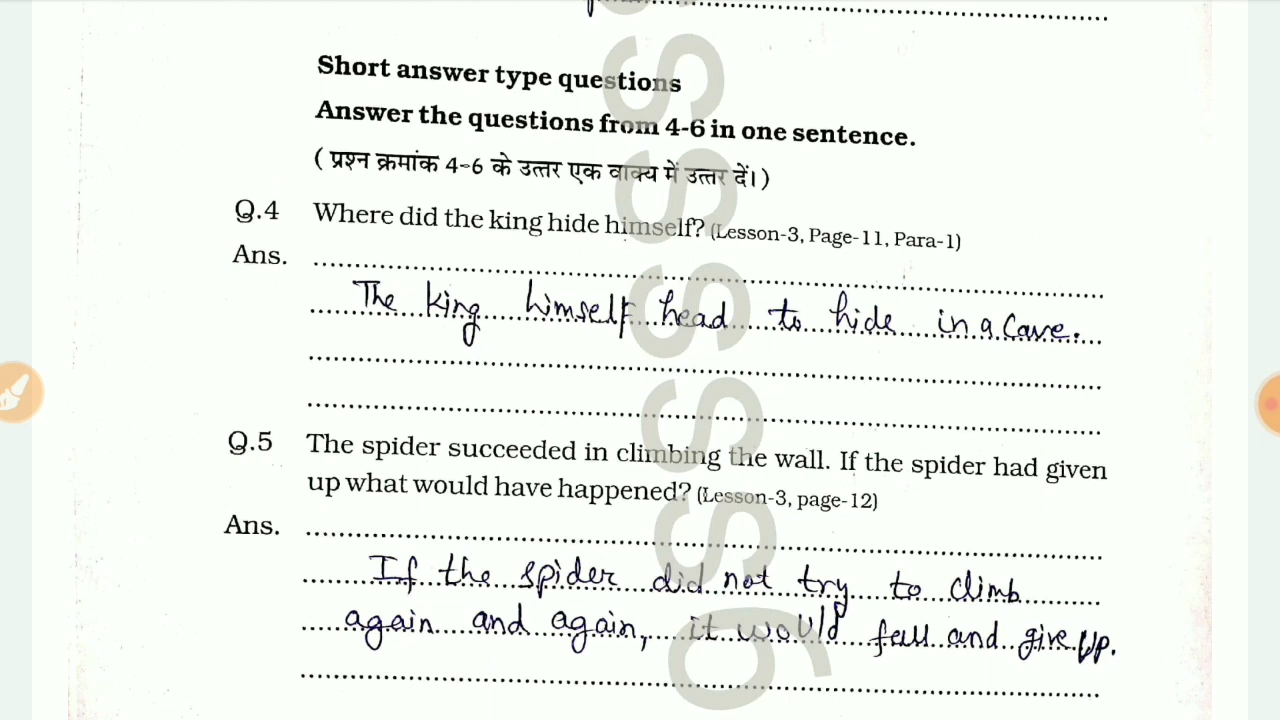 Short answer type questions
Answer the questions from 4-6 in one sentence.
( प्रश्न क्रमांक 4-6 के उत्तर एक वाक्य में उत्तर दें। )
Q.4 Where did the king hide himself? (Lesson-3, Page-11, Para-1)
Ans.
The king himself head to hide in a Cave.
Q.5 The spider succeeded in climbing the wall. If the spider had given
up what would have happened? (Lesson-3, page-12)
Ans.
If the spider did not try to climb
again and again, it would fall and give up.